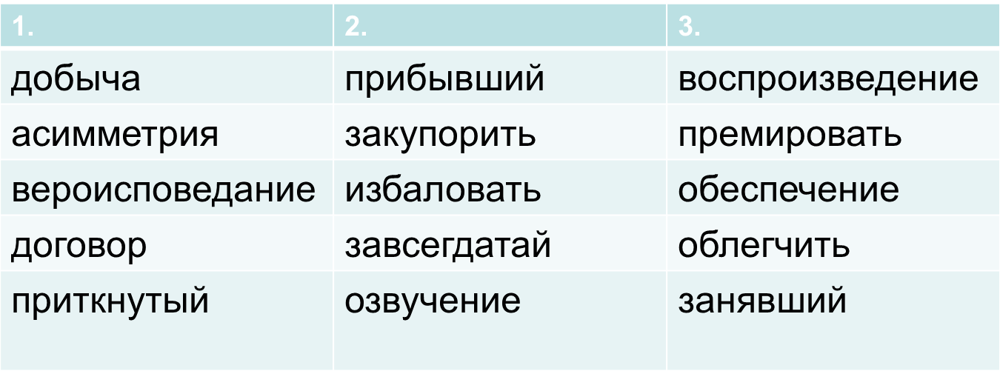 1. 2. 3.
добыча прибывший воспроизведение
асимметрия закупорить премировать
вероисповедание избаловать обеспечение
договор завсегдатай облегчить
приткнутый озвучение занявший